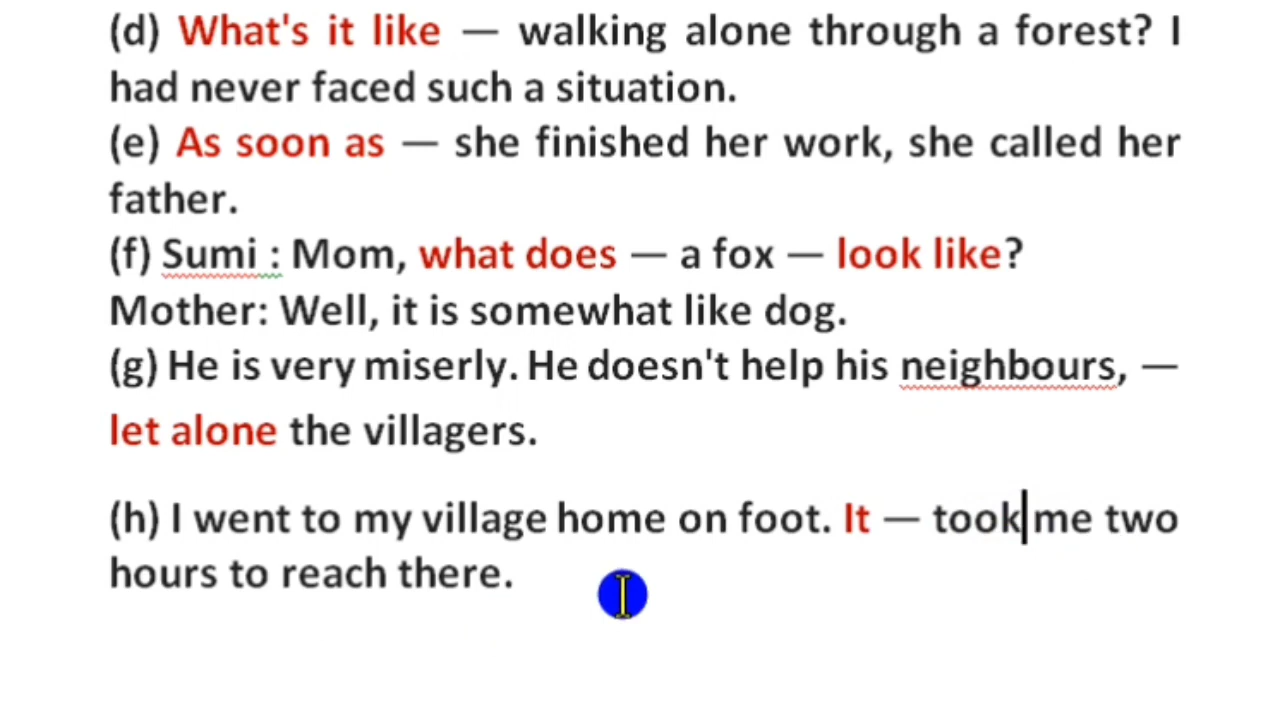 (d) What's it like — walking alone through a forest? I
had never faced such a situation.
(e) As soon as — she finished her work, she called her
father.
(f) Sumi : Mom, what does — a fox — look like?
Mother: Well, it is somewhat like dog.
(g) He is very miserly. He doesn't help his neighbours, —
let alone the villagers.
(h) I went to my village home on foot. It — took me two
hours to reach there.